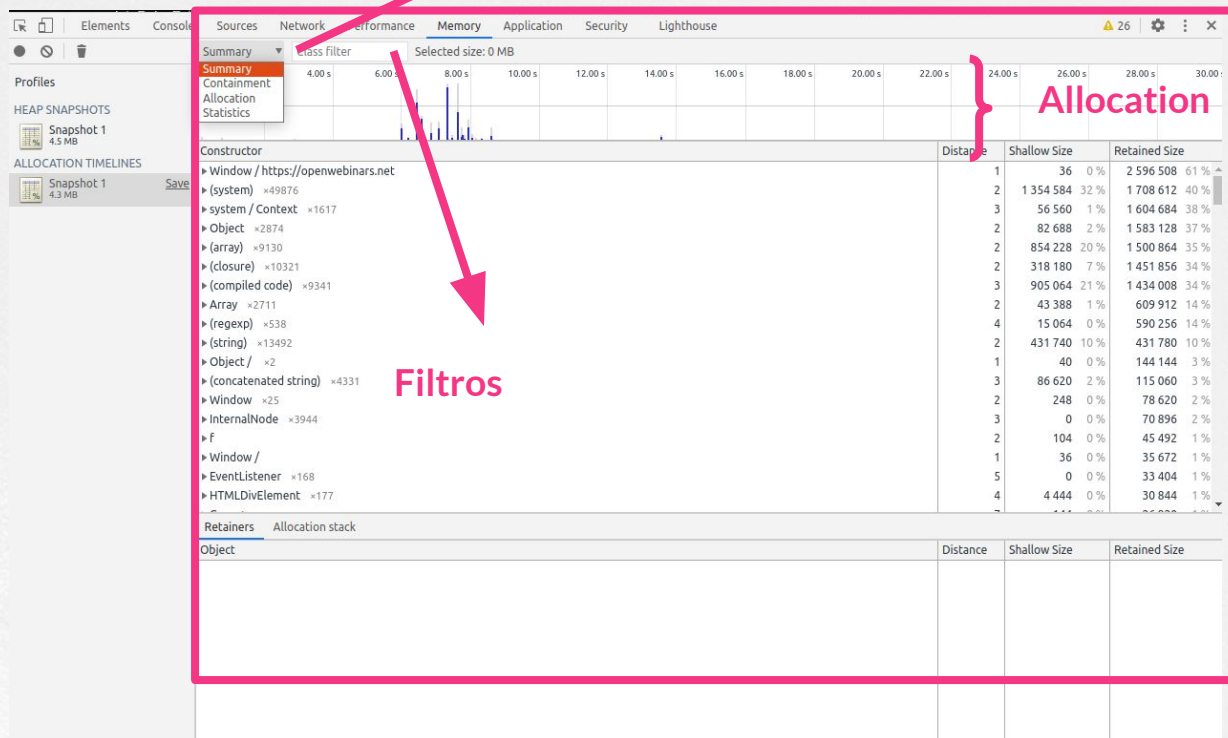 Elements Console Sources Network Performance Memory Application Security Lighthouse 26
Summary Class filter Selected size: 0 MB
Profiles
HEAP SNAPSHOTS
Snapshot 1
4.5 MB
ALLOCATION TIMELINES
Snapshot 1 Save
4.3 MB
Summary
Containment
Allocation
Statistics
4.00 s 6.00 s 8.00 s 10.00 s 12.00 s 14.00 s 16.00 s 18.00 s 20.00 s 22.00 s 24.00 s 26.00 s 28.00 s 30.00
Allocation
Constructor Distance Shallow Size Retained Size
Window / https://openwebinars.net 1 36 0 % 2 596 508 61 %
(system) ×49876 2 1 354 584 32 % 1 708 612 40 %
system / Context ×1617 3 56 560 1 % 1 604 684 38 %
Object ×2874 2 82 688 2 % 1 583 128 37 %
(array) ×9130 2 854 228 20 % 1 500 864 35 %
(closure) ×10321 2 318 180 7 % 1 451 856 34 %
(compiled code) ×9341 3 905 064 21 % 1 434 008 34 %
Array ×2711 2 43 388 1 % 609 912 14 %
(regexp) ×538 4 15 064 0 % 590 256 14 %
(string) ×13492 2 431 740 10 % 431 780 10 %
Object / ×2 1 40 0 % 144 144 3 %
(concatenated string) ×4331 3 86 620 2 % 115 060 3 %
Filtros
Window ×25 2 248 0 % 78 620 2 %
InternalNode ×3944 3 0 0 % 70 896 2 %
f 2 104 0 % 45 492 1 %
Window / 1 36 0 % 35 672 1 %
EventListener ×168 5 0 0 % 33 404 1 %
HTMLDivElement ×177 4 4 444 0 % 30 844 1 %
Retainers Allocation stack
Object Distance Shallow Size Retained Size